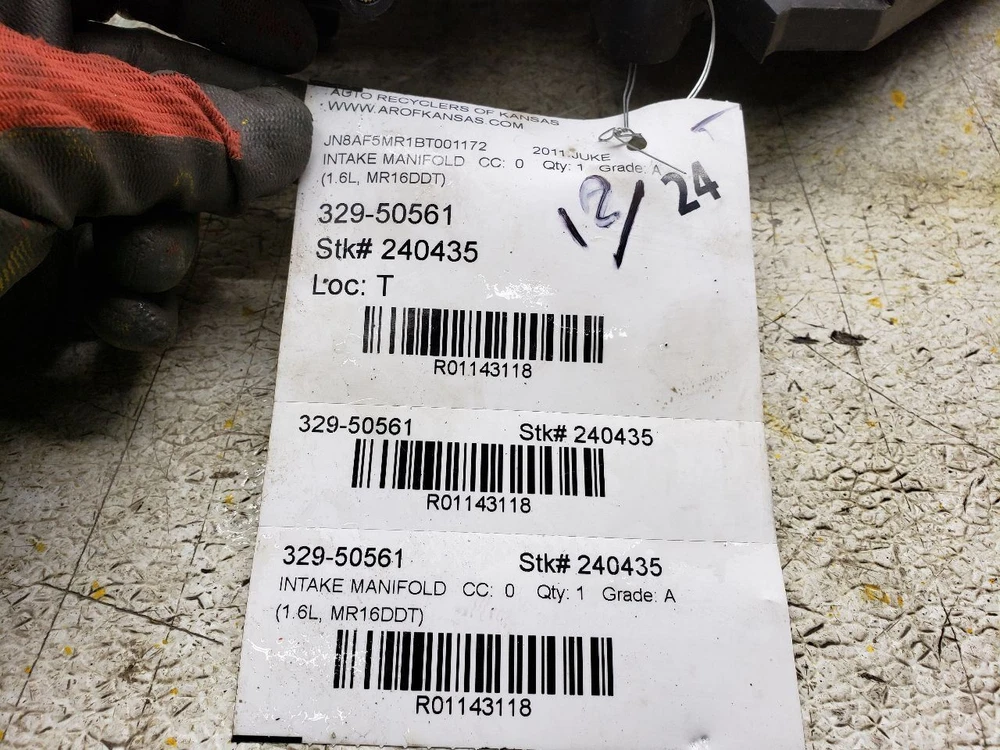 AUTO RECYCLERS OF KANSAS
WWW.AROFKANSAS.COM
JN8AF5MR1BT001172 2011 JUKE
INTAKE MANIFOLD CC: 0 Qty: 1 Grade: A
(1.6L, MR16DDT)
12/24
329-50561
Stk# 240435
Loc: T
R01143118
329-50561 Stk# 240435
R01143118
329-50561 Stk# 240435
INTAKE MANIFOLD CC: 0 Qty: 1 Grade: A
(1.6L, MR16DDT)
R01143118